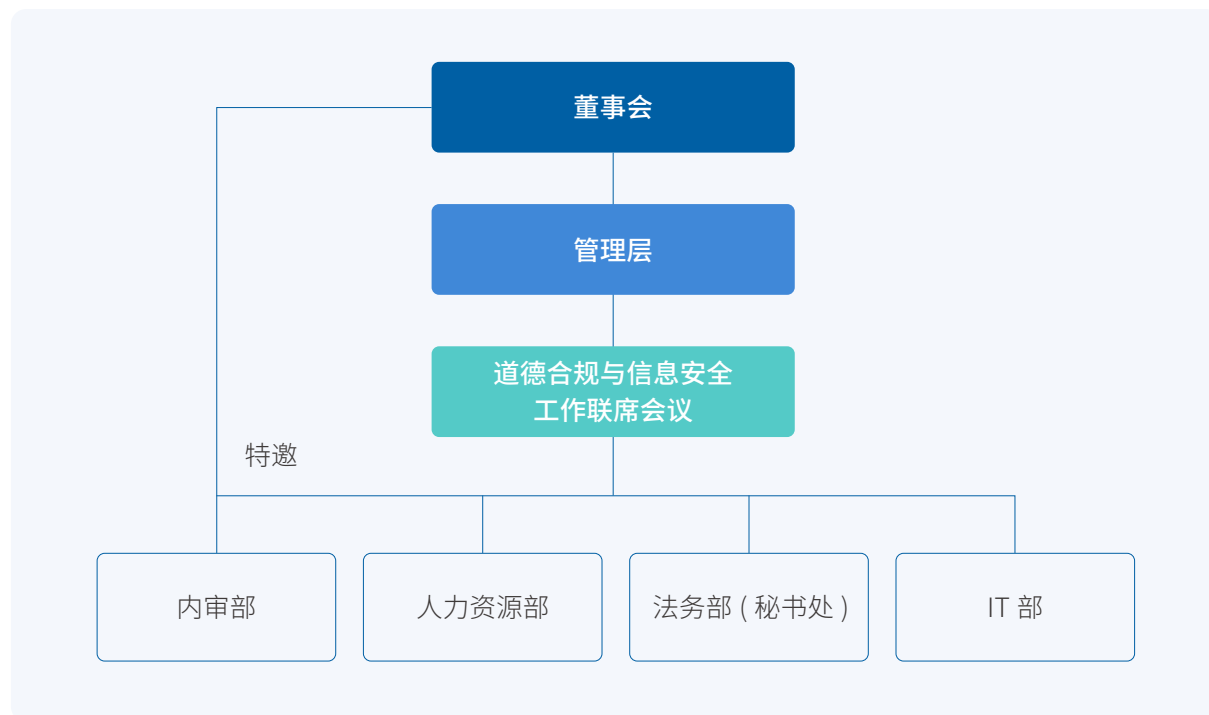 董事会
管理层
道德合规与信息安全
工作联席会议
特邀
内审部
人力资源部
法务部 ( 秘书处 )
IT 部